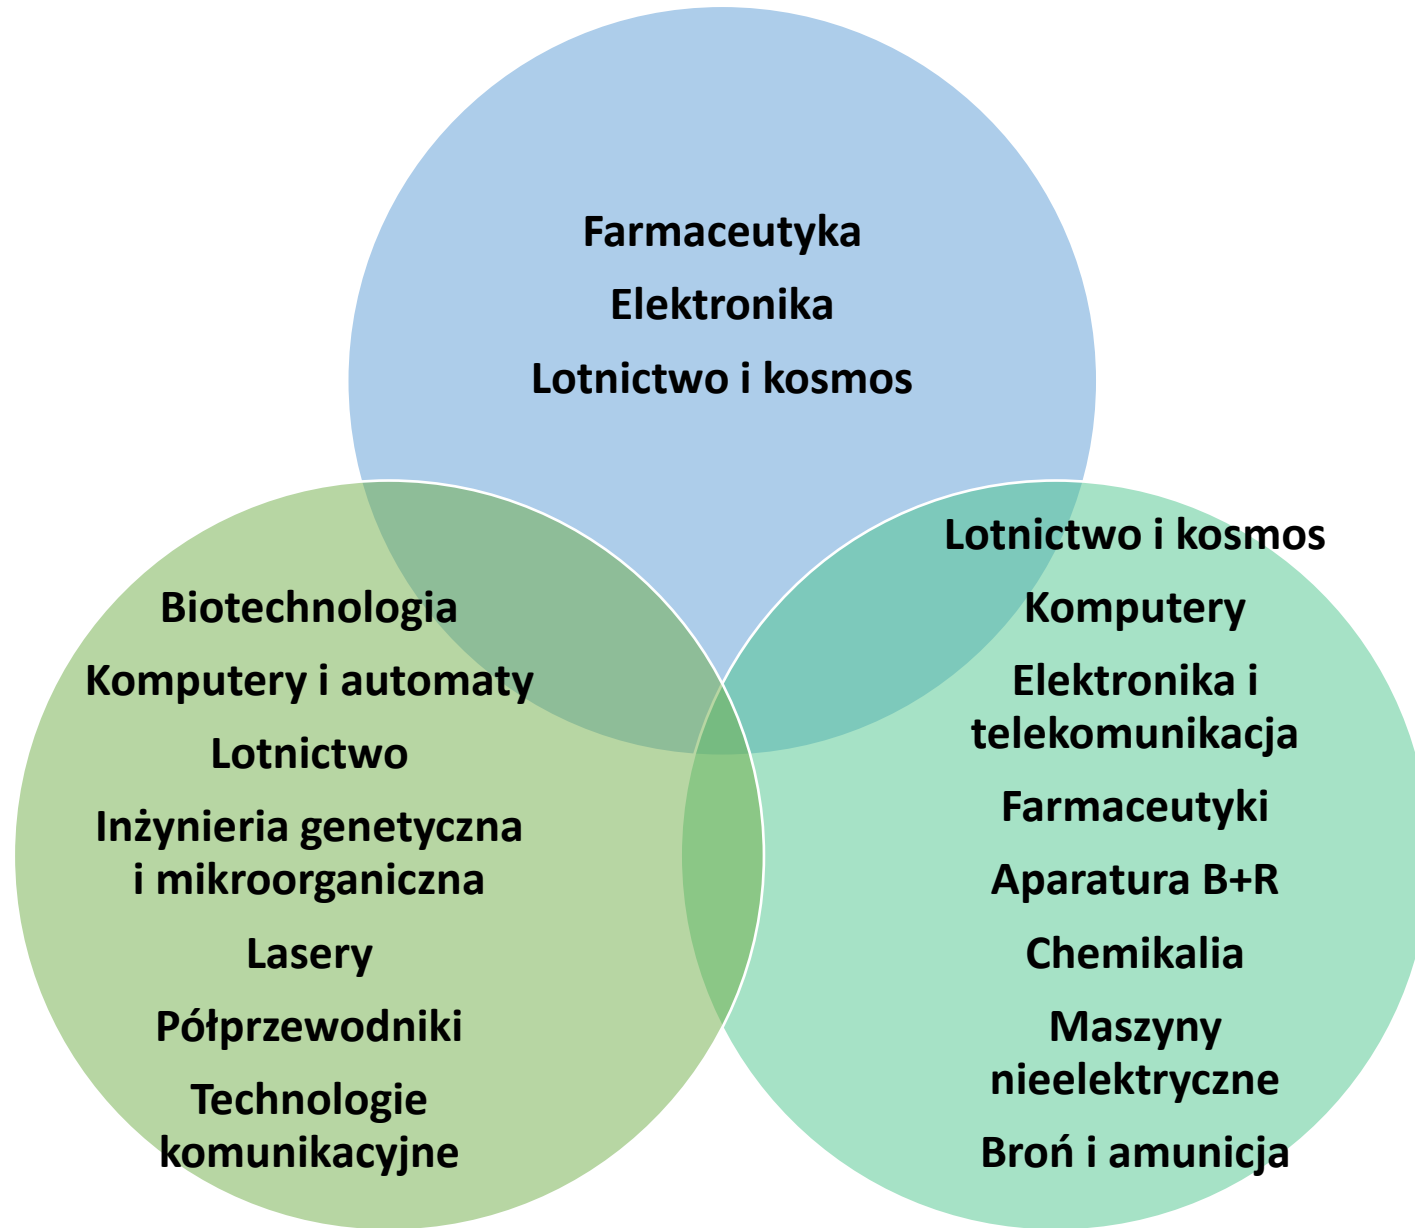 Farmaceutyka
Elektronika
Lotnictwo i kosmos
Biotechnologia
Komputery i automaty
Lotnictwo
Inżynieria genetyczna
i mikroorganiczna
Lasery
Półprzewodniki
Technologie
komunikacyjne
Lotnictwo i kosmos
Komputery
Elektronika i
telekomunikacja
Farmaceutyki
Aparatura B+R
Chemikalia
Maszyny
nieelektryczne
Broń i amunicja